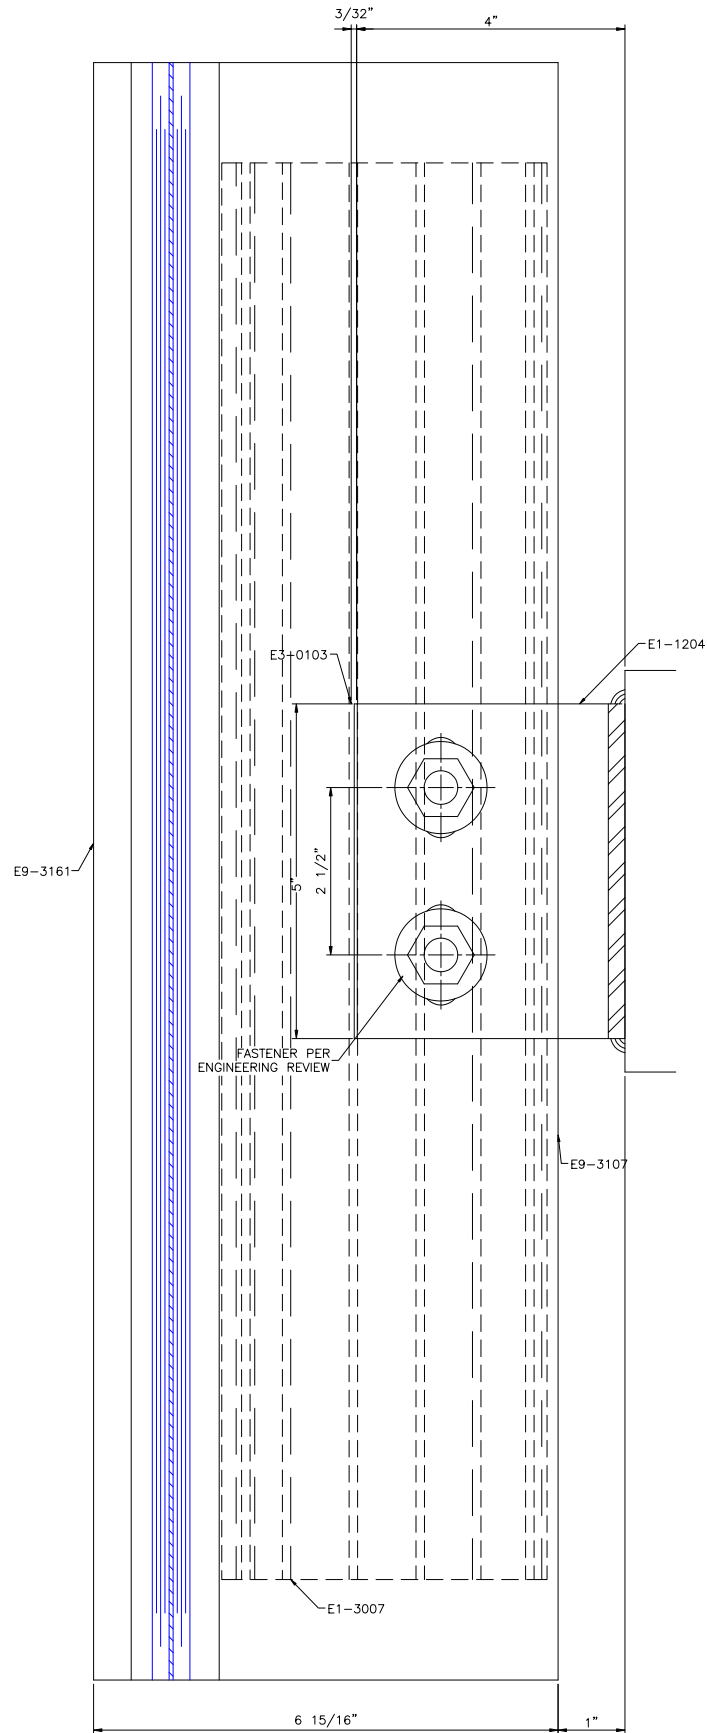 3/32"
4"
E1-1204
E3-0103
E9-3161
5"
2 1/2"
FASTENER PER
ENGINEERING REVIEW
E9-3107
E1-3007
6 15/16"
1"